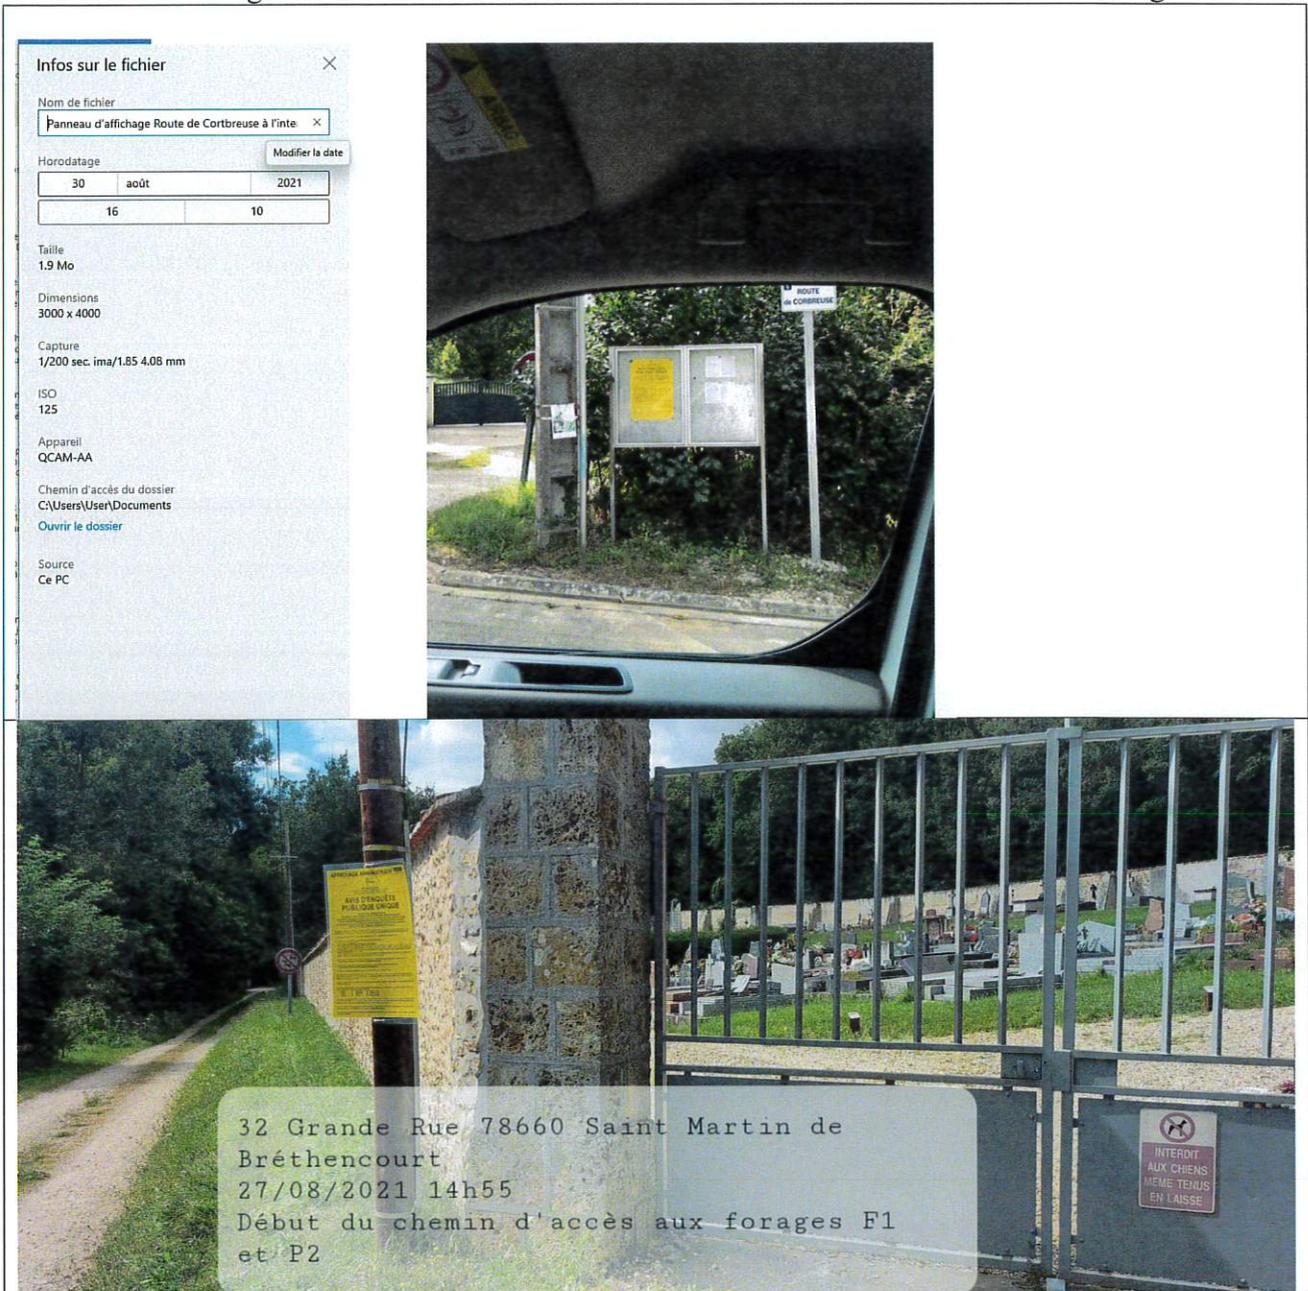 Infos sur le fichier
Nom de fichier
Panneau d'affichage Route de Cortbreuse à l'inte
Modifier la date
Horodatage
30 août 2021
16 10
Taille
1.9 Mo
Dimensions
3000 x 4000
Capture
1/200 sec. ima/1.85 4.08 mm
ISO
125
Appareil
QCAM-AA
Chemin d'accès du dossier
C:\Users\User\Documents
Ouvrir le dossier
Source
Ce PC
ROUTE
de CORBREUSE
AVIS D'ENQUÊTE
PUBLIQUE UNIQUE
INTERDIT
AUX CHIENS
MEME TENUS
EN LAISSE
32 Grande Rue 78660 Saint Martin de
Bréthencourt
27/08/2021 14h55
Début du chemin d'accès aux forages F1
et P2